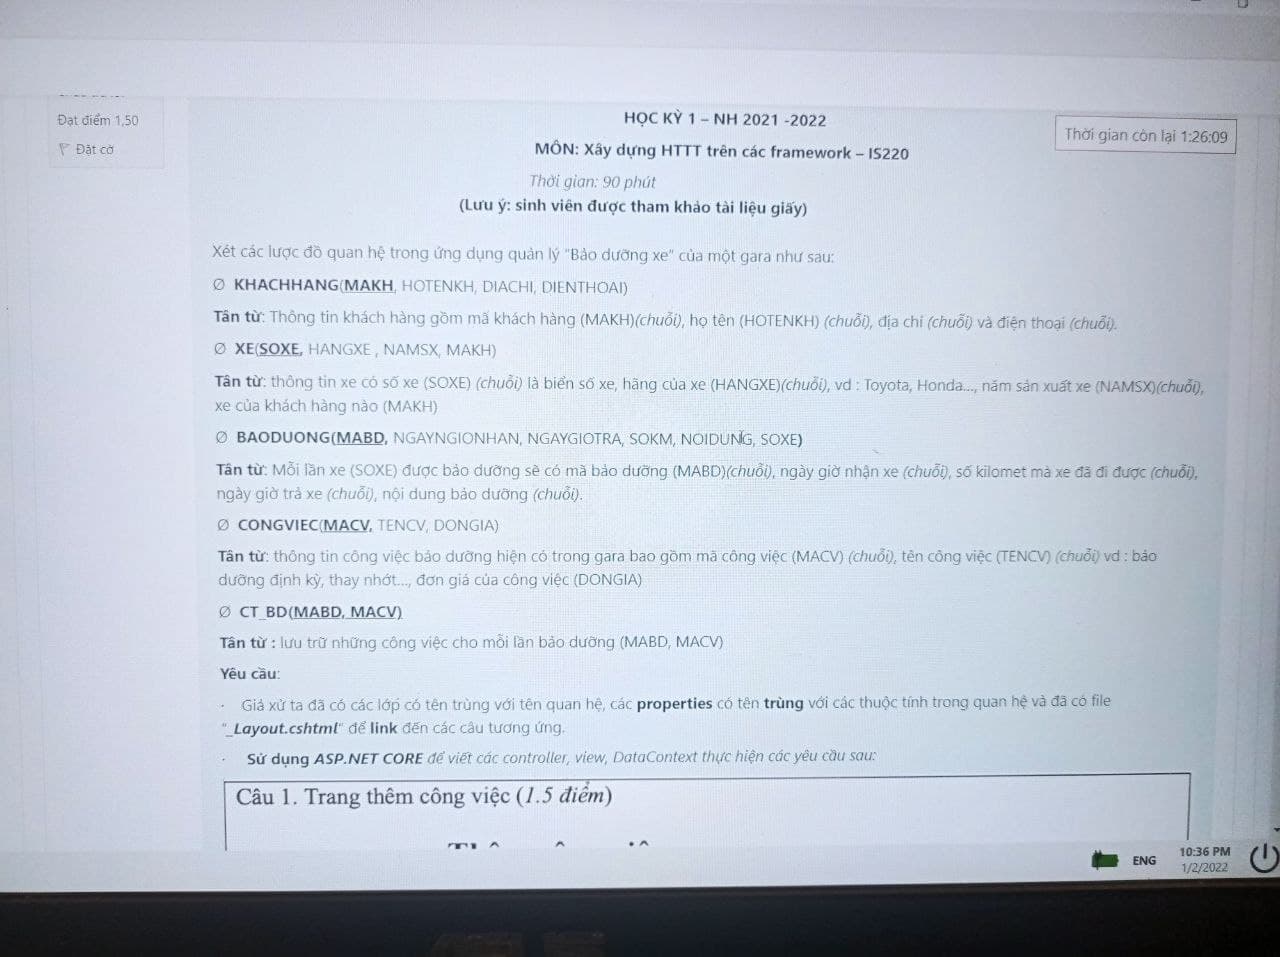 Đạt điểm 1,50
Đặt cờ
HỌC KỲ 1 – NH 2021 -2022
Thời gian còn lại 1:26:09
MÔN: Xây dựng HTTT trên các framework – IS220
Thời gian: 90 phút
(Lưu ý: sinh viên được tham khảo tài liệu giấy)
Xét các lược đồ quan hệ trong ứng dụng quản lý "Bảo dưỡng xe" của một gara như sau:
Ø KHACHHANG(MAKH, HOTENKH, DIACHI, DIENTHOAI)
Tân từ: Thông tin khách hàng gồm mã khách hàng (MAKH)(chuỗi), họ tên (HOTENKH) (chuỗi), địa chỉ (chuỗi) và điện thoại (chuỗi).
Ø XE(SOXE, HANGXE , NAMSX, MAKH)
Tân từ: thông tin xe có số xe (SOXE) (chuỗi) là biển số xe, hãng của xe (HANGXE)(chuỗi), vd : Toyota, Honda..., năm sản xuất xe (NAMSX)(chuỗi),
xe của khách hàng nào (MAKH)
Ø BAODUONG(MABD, NGAYNGIONHAN, NGAYGIOTRA, SOKM, NOIDUNG, SOXE)
Tân từ: Mỗi lần xe (SOXE) được bảo dưỡng sẽ có mã bảo dưỡng (MABD)(chuỗi), ngày giờ nhận xe (chuỗi), số kilomet mà xe đã đi được (chuỗi),
ngày giờ trả xe (chuỗi), nội dung bảo dưỡng (chuỗi).
Ø CONGVIEC(MACV, TENCV, DONGIA)
Tân từ: thông tin công việc bảo dưỡng hiện có trong gara bao gồm mã công việc (MACV) (chuỗi), tên công việc (TENCV) (chuỗi) vd : bảo
dưỡng định kỳ, thay nhớt..., đơn giá của công việc (DONGIA)
Ø CT_BD(MABD, MACV)
Tân từ : lưu trữ những công việc cho mỗi lần bảo dưỡng (MABD, MACV)
Yêu cầu:
· Giả xử ta đã có các lớp có tên trùng với tên quan hệ, các properties có tên trùng với các thuộc tính trong quan hệ và đã có file
"_Layout.cshtml" để link đến các câu tương ứng.
· Sử dụng ASP.NET CORE để viết các controller, view, DataContext thực hiện các yêu cầu sau:
Câu 1. Trang thêm công việc (1.5 điểm)
ENG
10:36 PM
1/2/2022